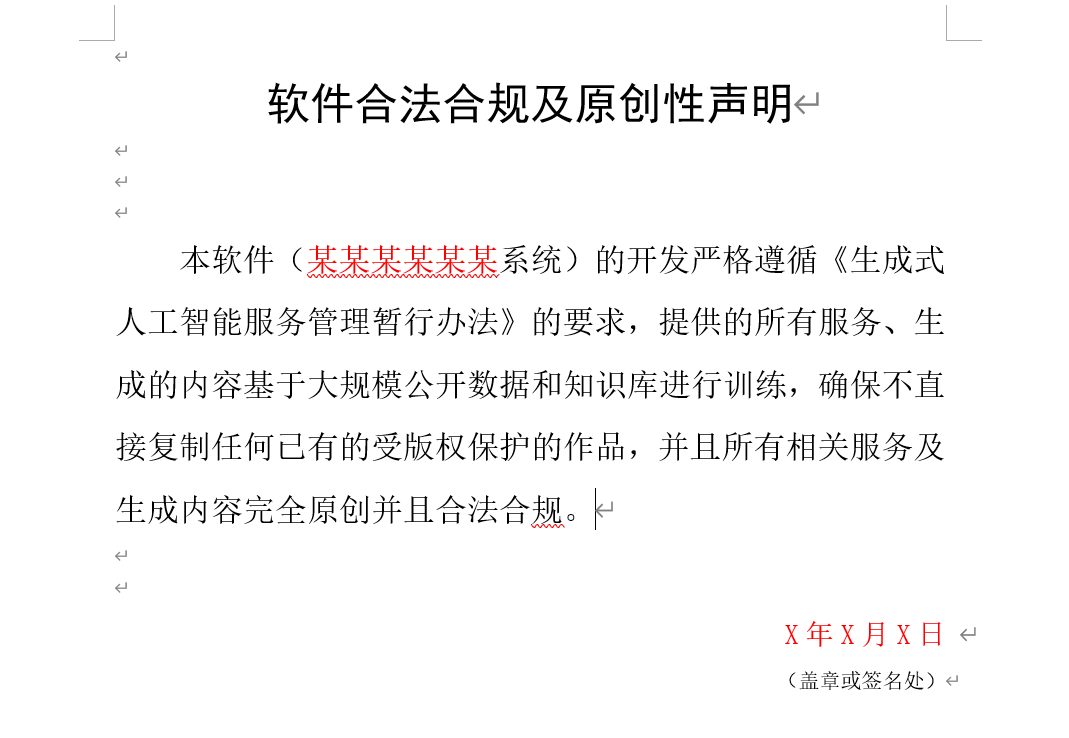 软件合法合规及原创性声明
本软件（某某某某某某系统）的开发严格遵循《生成式
人工智能服务管理暂行办法》的要求，提供的所有服务、生
成的内容基于大规模公开数据和知识库进行训练，确保不直
接复制任何已有的受版权保护的作品，并且所有相关服务及
生成内容完全原创并且合法合规。
X 年 X 月 X 日
（盖章或签名处）